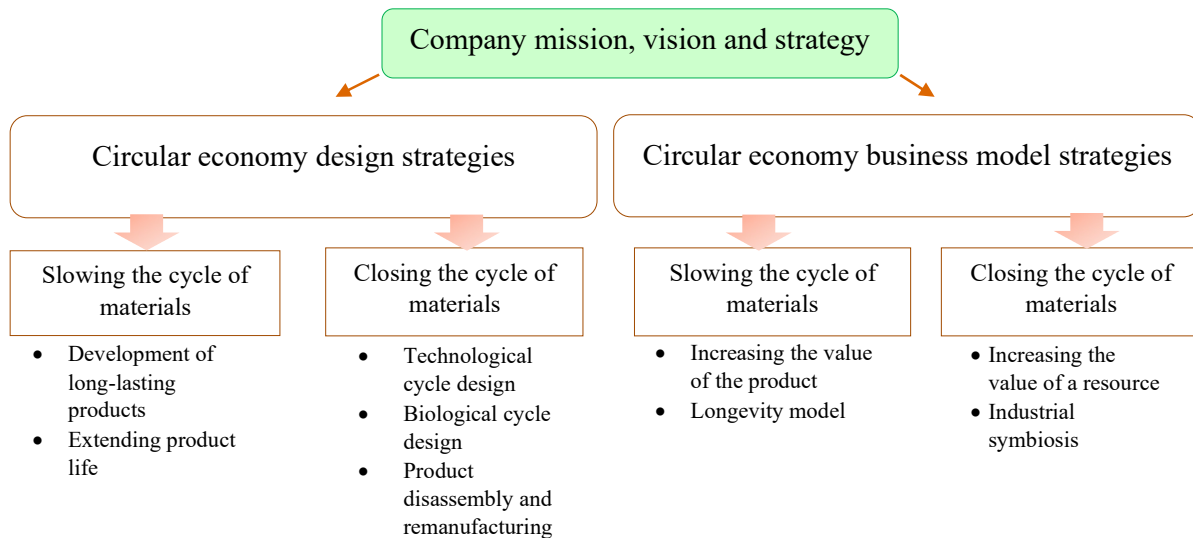 Company mission, vision and strategy
Circular economy design strategies
Circular economy business model strategies
Slowing the cycle of
materials
• Development of
long-lasting
products
• Extending product
life
Closing the cycle of
materials
• Technological
cycle design
• Biological cycle
design
• Product
disassembly and
remanufacturing
Slowing the cycle of
materials
• Increasing the value
of the product
• Longevity model
Closing the cycle of
materials
• Increasing the
value of a resource
• Industrial
symbiosis